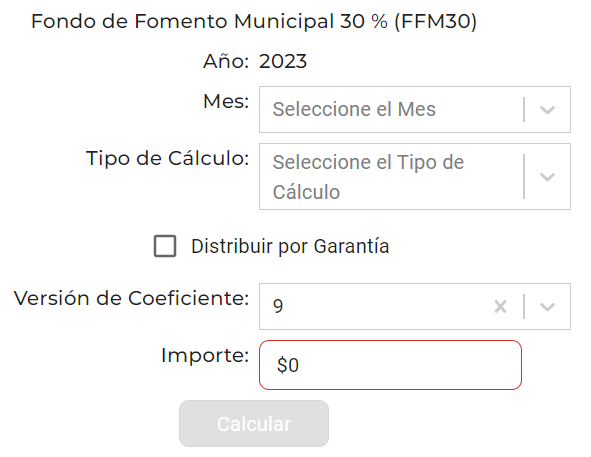 Fondo de Fomento Municipal 30 % (FFM30)
Año: 2023
Mes: Seleccione el Mes
Tipo de Cálculo: Seleccione el Tipo de
Cálculo
Distribuir por Garantía
Versión de Coeficiente: 9
Importe: $0
Calcular